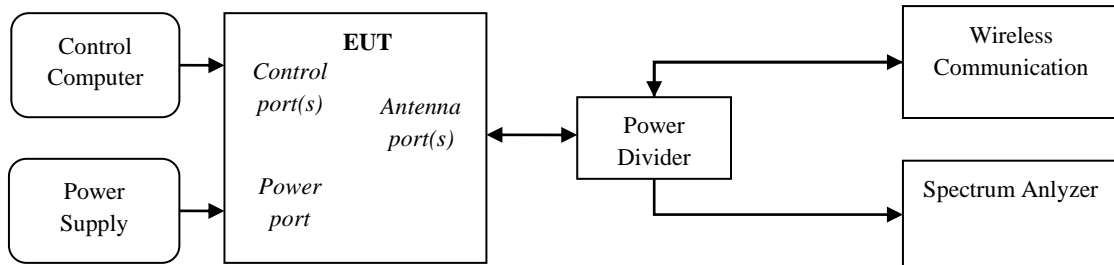 Control
Computer
Power
Supply
EUT
Control
port(s)
Antenna
port(s)
Power
port
Power
Divider
Wireless
Communication
Spectrum Anlyzer